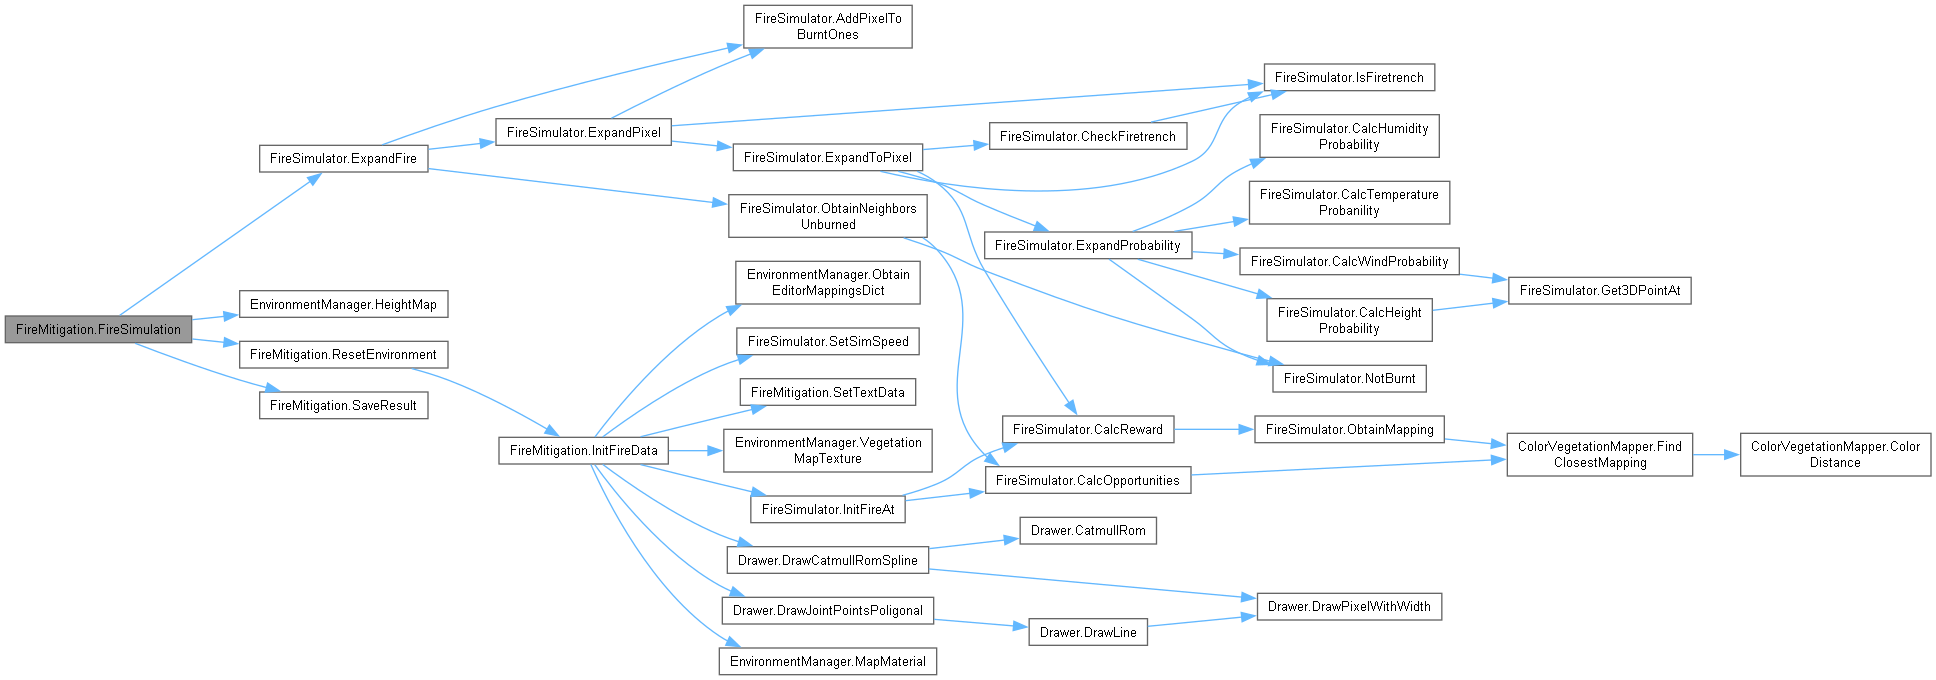 FireSimulator.AddPixelTo
BurntOnes
FireSimulator.IsFiretrench
FireSimulator.ExpandPixel
FireSimulator.CheckFiretrench
FireSimulator.CalcHumidity
Probability
FireSimulator.ExpandFire
FireSimulator.ExpandToPixel
FireSimulator.CalcTemperature
Probanility
FireSimulator.ObtainNeighbors
Unburned
FireSimulator.ExpandProbability
FireSimulator.CalcWindProbability
EnvironmentManager.Obtain
EditorMappingsDict
FireSimulator.Get3DPointAt
EnvironmentManager.HeightMap
FireSimulator.CalcHeight
Probability
FireMitigation.FireSimulation
FireSimulator.SetSimSpeed
FireMitigation.ResetEnvironment
FireSimulator.NotBurnt
FireMitigation.SetTextData
FireMitigation.SaveResult
FireSimulator.CalcReward
FireSimulator.ObtainMapping
FireMitigation.InitFireData
EnvironmentManager.Vegetation
MapTexture
ColorVegetationMapper.Find
ClosestMapping
ColorVegetationMapper.Color
Distance
FireSimulator.CalcOpportunities
FireSimulator.InitFireAt
Drawer.CatmullRom
Drawer.DrawCatmullRomSpline
Drawer.DrawJointPointsPoligonal
Drawer.DrawPixelWithWidth
Drawer.DrawLine
EnvironmentManager.MapMaterial